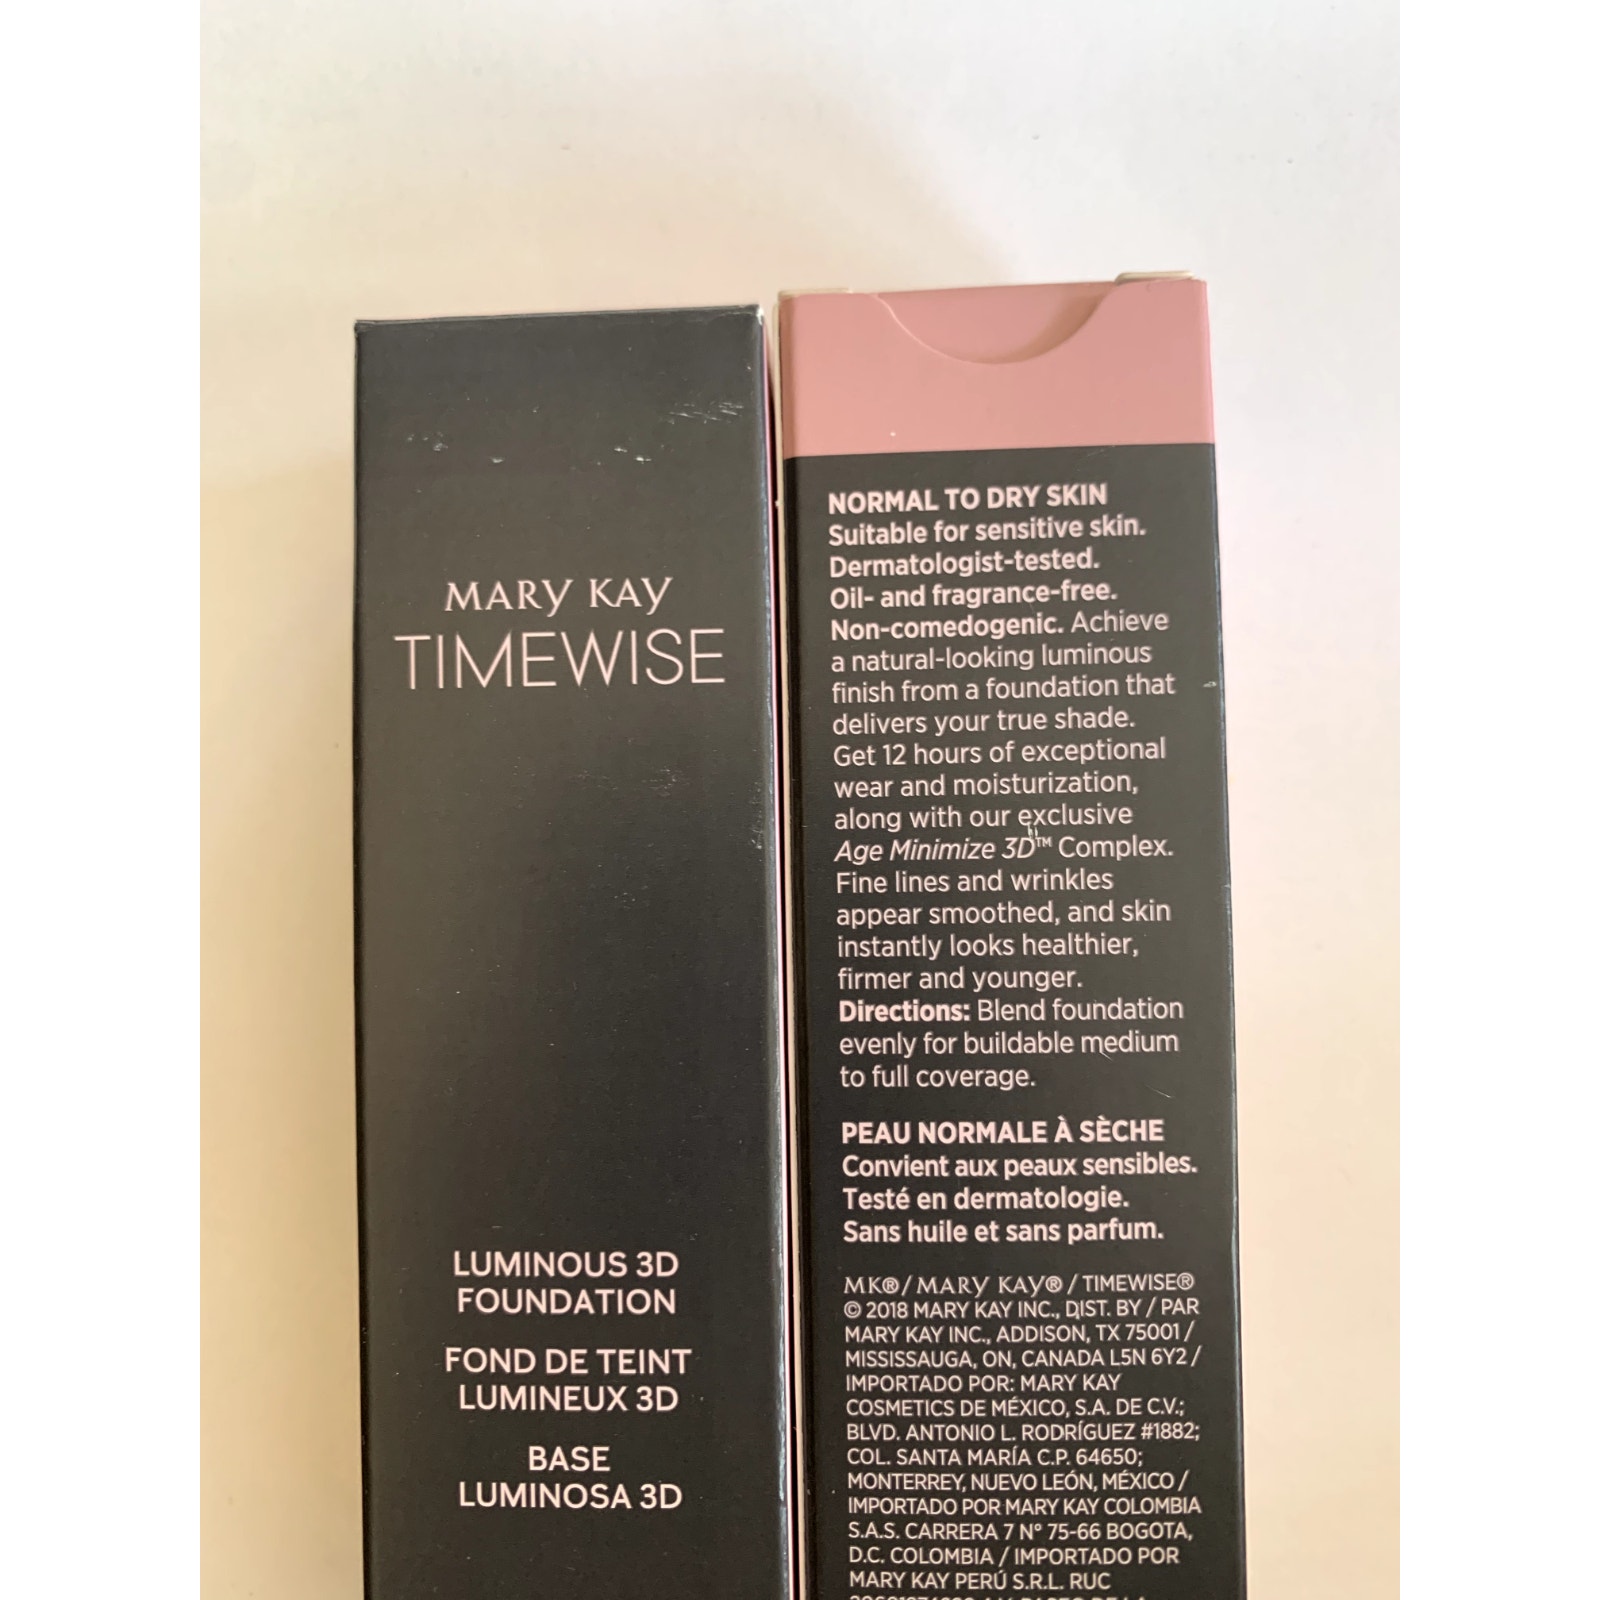 MARY KAY
TIMEWISE
LUMINOUS 3D
FOUNDATION
FOND DE TEINT
LUMINEUX 3D
BASE
LUMINOSA 3D
NORMAL TO DRY SKIN
Suitable for sensitive skin.
Dermatologist-tested.
Oil- and fragrance-free.
Non-comedogenic. Achieve
a natural-looking luminous
finish from a foundation that
delivers your true shade.
Get 12 hours of exceptional
wear and moisturization,
along with our exclusive
Age Minimize 3D™ Complex.
Fine lines and wrinkles
appear smoothed, and skin
instantly looks healthier,
firmer and younger.
Directions: Blend foundation
evenly for buildable medium
to full coverage.
PEAU NORMALE À SÈCHE
Convient aux peaux sensibles.
Testé en dermatologie.
Sans huile et sans parfum.
MK®/MARY KAY®/TIMEWISE®
© 2018 MARY KAY INC., DIST. BY / PAR
MARY KAY INC., ADDISON, TX 75001 /
MISSISSAUGA, ON, CANADA L5N 6Y2 /
IMPORTADO POR: MARY KAY
COSMETICS DE MÉXICO, S.A. DE C.V.;
BLVD. ANTONIO L. RODRÍGUEZ #1882;
COL. SANTA MARÍA C.P. 64650;
MONTERREY, NUEVO LEÓN, MÉXICO /
IMPORTADO POR MARY KAY COLOMBIA
S.A.S. CARRERA 7 N° 75-66 BOGOTA,
D.C. COLOMBIA / IMPORTADO POR
MARY KAY PERÚ S.R.L. RUC